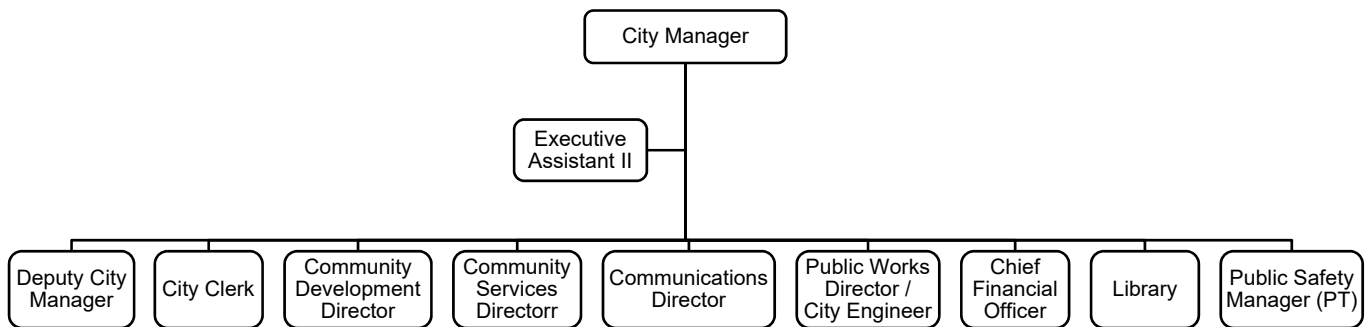 City Manager
Executive
Assistant II
Deputy City
Manager
City Clerk
Community
Development
Director
Community
Services
Directorr
Communications
Director
Public Works
Director /
City Engineer
Chief
Financial
Officer
Library
Public Safety
Manager (PT)